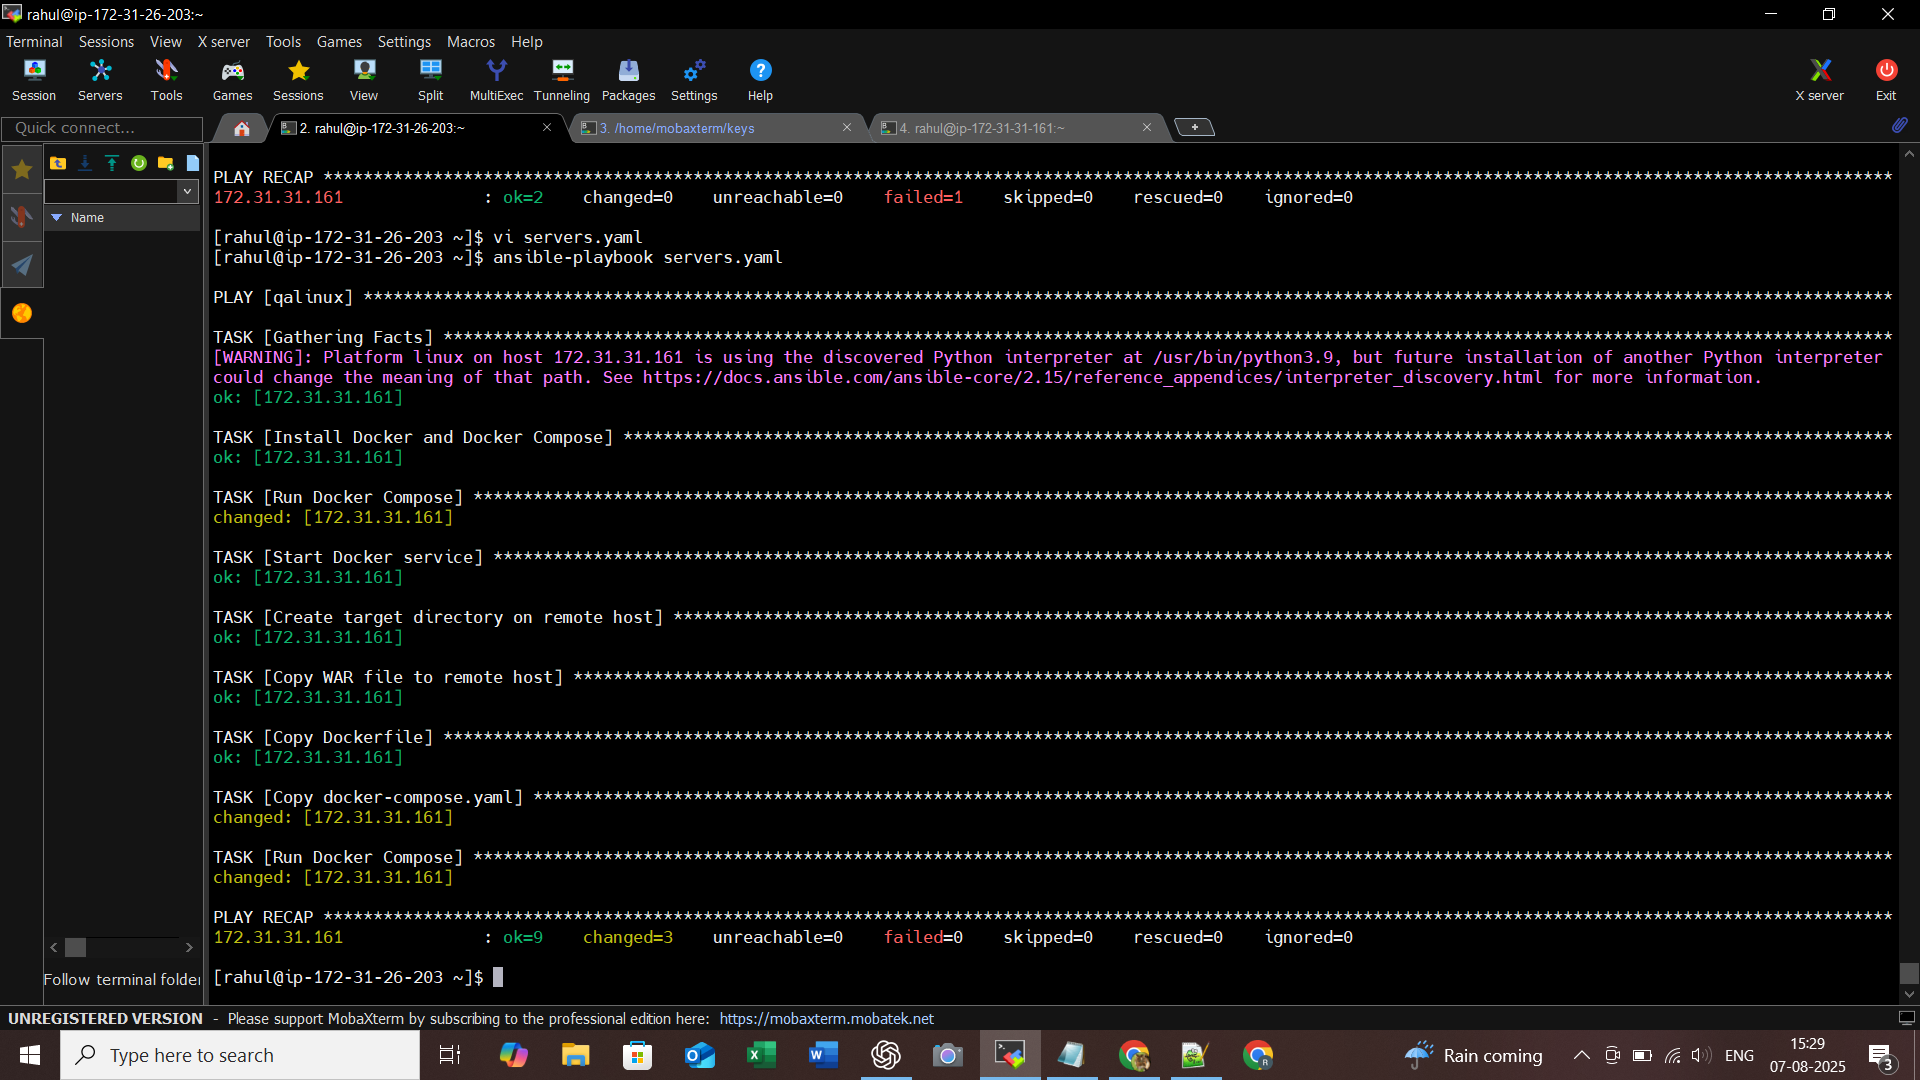 rahul@ip-172-31-26-203:~
Terminal Sessions View X server Tools Games Settings Macros Help
Session Servers Tools Games Sessions View Split MultiExec Tunneling Packages Settings Help X server Exit
Quick connect...
2. rahul@ip-172-31-26-203:~
3. /home/mobaxterm/keys
4. rahul@ip-172-31-31-161:~
Name
PLAY RECAP ******************************************************************************************************************************************************
172.31.31.161              : ok=2    changed=0    unreachable=0    failed=1    skipped=0    rescued=0    ignored=0
[rahul@ip-172-31-26-203 ~]$ vi servers.yaml
[rahul@ip-172-31-26-203 ~]$ ansible-playbook servers.yaml
PLAY [qalinux] **************************************************************************************************************************************************
TASK [Gathering Facts] ******************************************************************************************************************************************
[WARNING]: Platform linux on host 172.31.31.161 is using the discovered Python interpreter at /usr/bin/python3.9, but future installation of another Python interpreter
could change the meaning of that path. See https://docs.ansible.com/ansible-core/2.15/reference_appendices/interpreter_discovery.html for more information.
ok: [172.31.31.161]
TASK [Install Docker and Docker Compose] ************************************************************************************************************************
ok: [172.31.31.161]
TASK [Run Docker Compose] ***************************************************************************************************************************************
changed: [172.31.31.161]
TASK [Start Docker service] *************************************************************************************************************************************
ok: [172.31.31.161]
TASK [Create target directory on remote host] *******************************************************************************************************************
ok: [172.31.31.161]
TASK [Copy WAR file to remote host] *****************************************************************************************************************************
ok: [172.31.31.161]
TASK [Copy Dockerfile] ******************************************************************************************************************************************
ok: [172.31.31.161]
TASK [Copy docker-compose.yaml] *********************************************************************************************************************************
changed: [172.31.31.161]
TASK [Run Docker Compose] ***************************************************************************************************************************************
changed: [172.31.31.161]
PLAY RECAP ******************************************************************************************************************************************************
172.31.31.161              : ok=9    changed=3    unreachable=0    failed=0    skipped=0    rescued=0    ignored=0
[rahul@ip-172-31-26-203 ~]$
Follow terminal folder
UNREGISTERED VERSION - Please support MobaXterm by subscribing to the professional edition here: https://mobaxterm.mobatek.net
Type here to search
Rain coming
ENG
15:29
07-08-2025
3